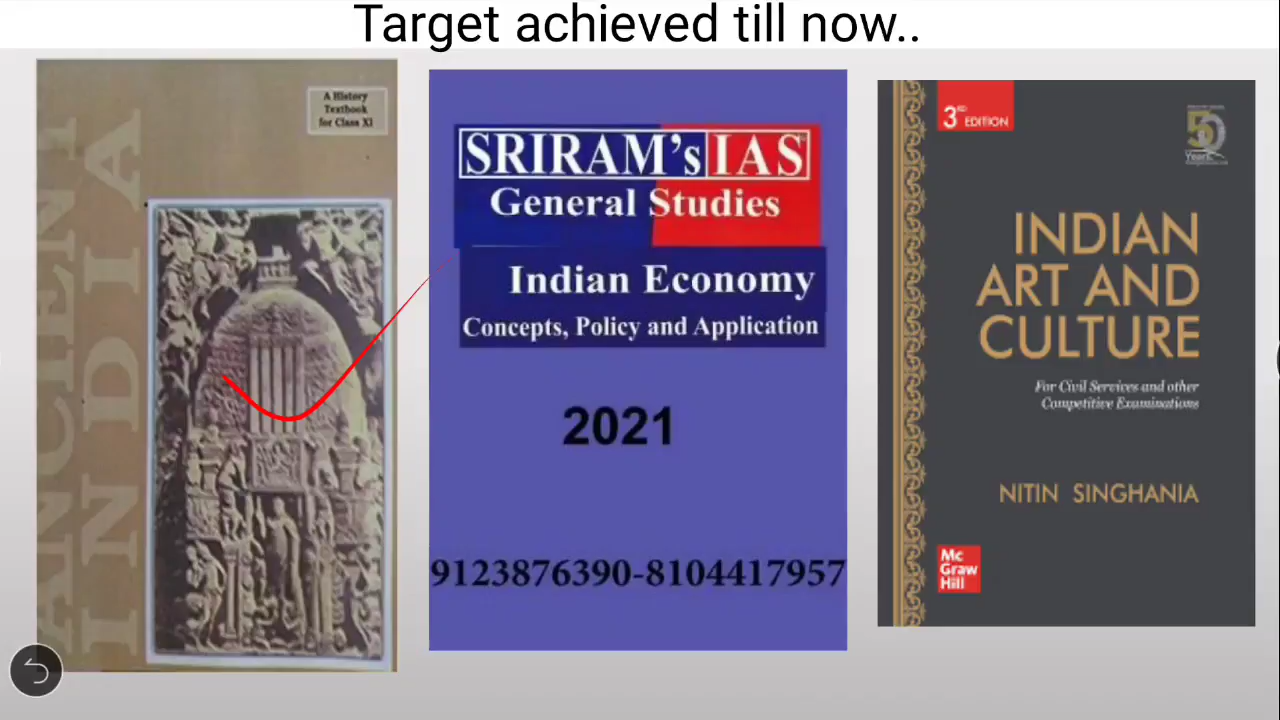 Target achieved till now..
A History
Textbook
for Class XI
ANCIENT
INDIA
SRIRAM's IAS
General Studies
Indian Economy
Concepts, Policy and Application
2021
9123876390-8104417957
3RD EDITION
50
Years
INDIAN
ART AND
CULTURE
For Civil Services and other
Competitive Examinations
NITIN SINGHANIA
Mc
Graw
Hill